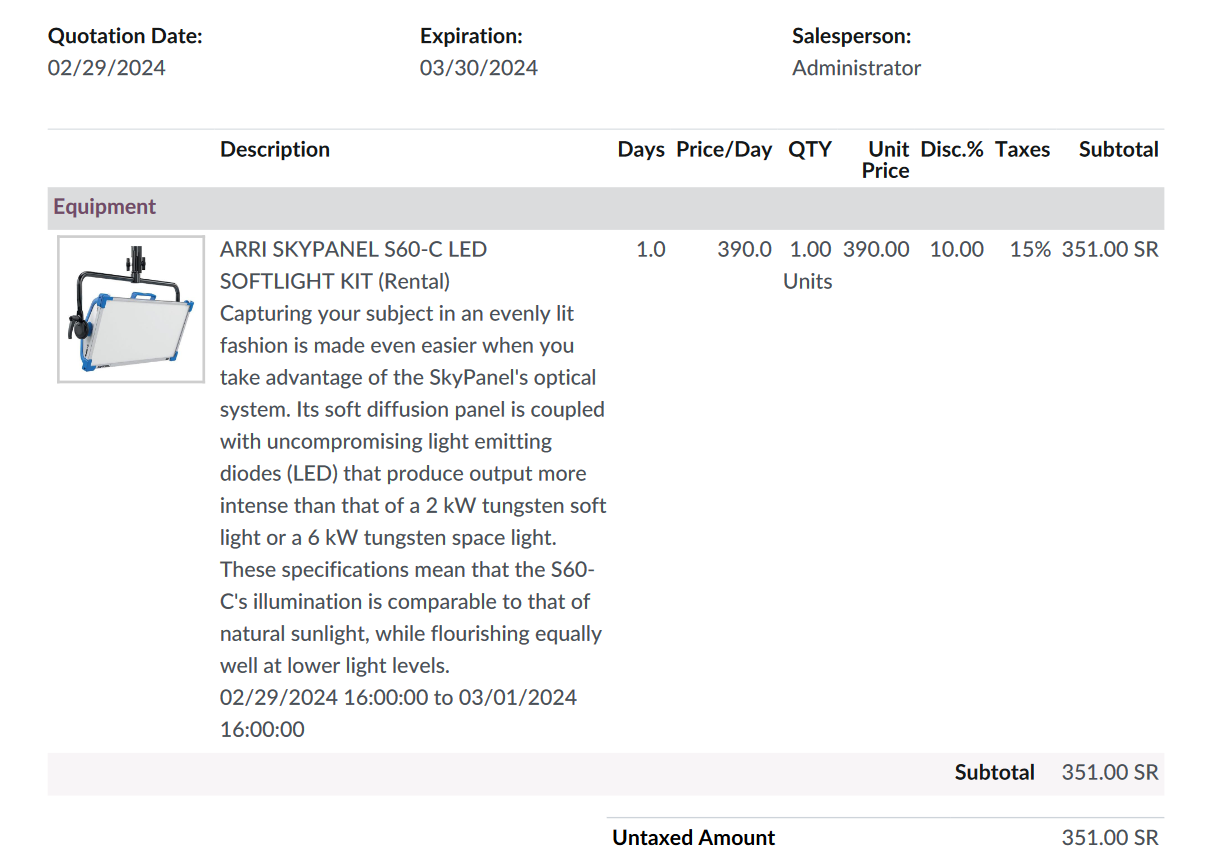 Quotation Date: Expiration: Salesperson:
02/29/2024 03/30/2024 Administrator
Description Days Price/Day QTY Unit Price Disc.% Taxes Subtotal
Equipment
ARRI SKYPANEL S60-C LED 1.0 390.0 1.00 390.00 10.00 15% 351.00 SR
SOFTLIGHT KIT (Rental) Units
Capturing your subject in an evenly lit
fashion is made even easier when you
take advantage of the SkyPanel's optical
system. Its soft diffusion panel is coupled
with uncompromising light emitting
diodes (LED) that produce output more
intense than that of a 2 kW tungsten soft
light or a 6 kW tungsten space light.
These specifications mean that the S60-
C's illumination is comparable to that of
natural sunlight, while flourishing equally
well at lower light levels.
02/29/2024 16:00:00 to 03/01/2024
16:00:00
Subtotal 351.00 SR
Untaxed Amount 351.00 SR